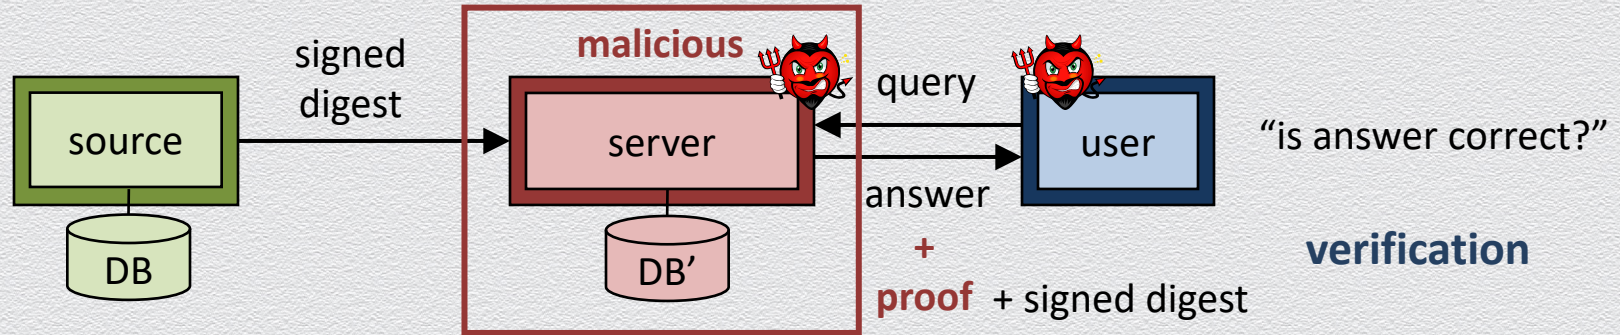 signed
digest
source
DB
malicious
server
DB’
query
answer
+
proof + signed digest
user
“is answer correct?”
verification